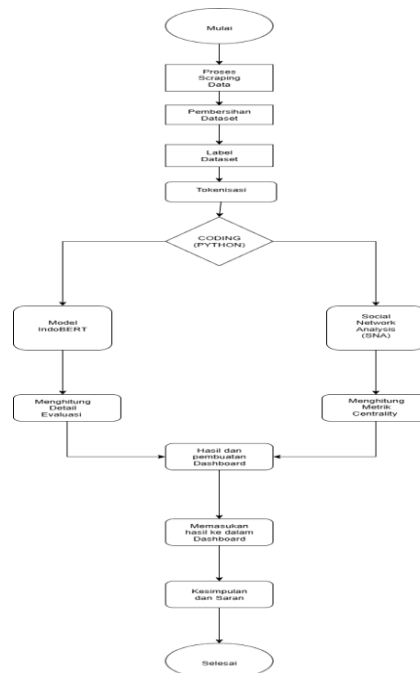 Mulai
Proses
Scraping
Data
Pembersihan
Dataset
Label
Dataset
Tokenisasi
CODING
(PYTHON)
Model
IndoBERT
Social
Network
Analysis
(SNA)
Menghitung
Detail
Evaluasi
Menghitung
Metrik
Centrality
Hasil dan
pembuatan
Dashboard
Memasukan
hasil ke dalam
Dashboard
Kesimpulan
dan Saran
Selesai